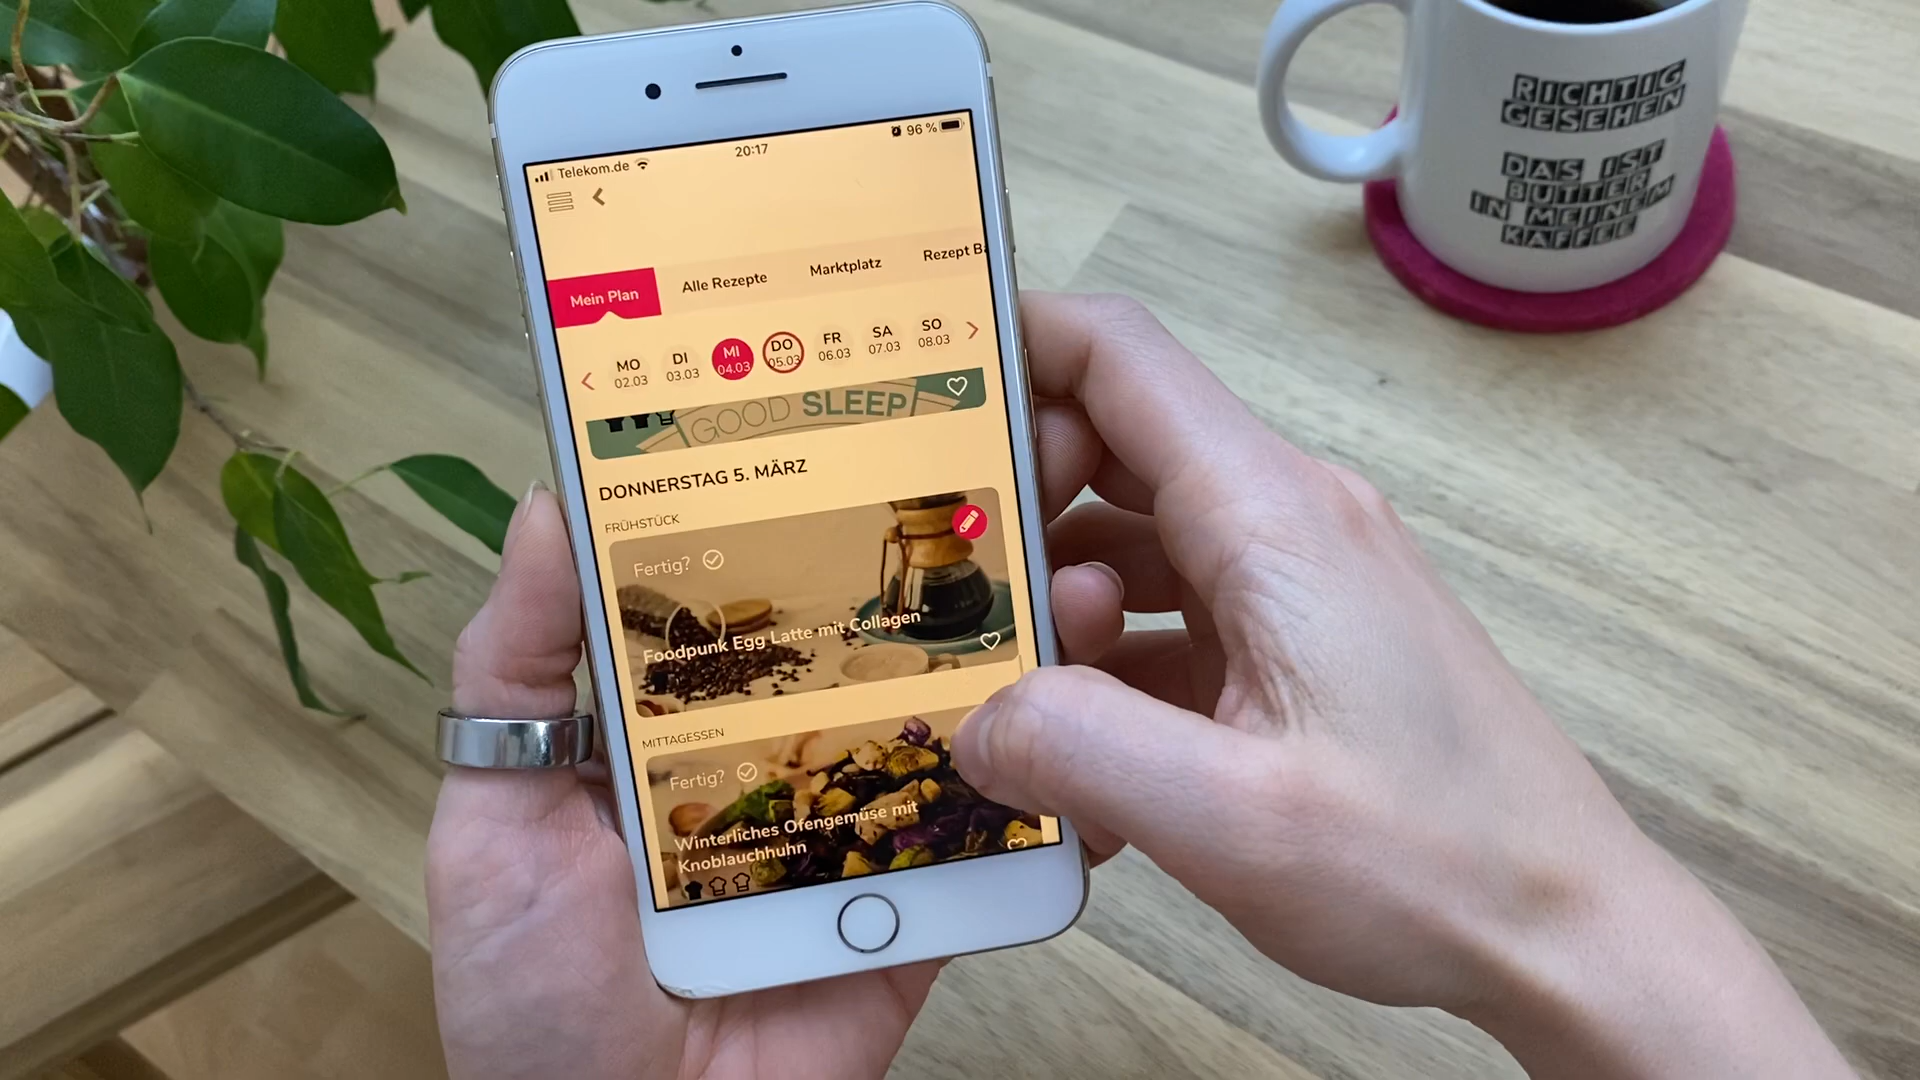 Telekom.de
20:17
96 %
Mein Plan
Alle Rezepte
Marktplatz
Rezept Ba
MO
02.03
DI
03.03
MI
04.03
DO
05.03
FR
06.03
SA
07.03
SO
08.03
GOOD SLEEP
DONNERSTAG 5. MÄRZ
FRÜHSTÜCK
Fertig?
Foodpunk Egg Latte mit Collagen
MITTAGESSEN
Fertig?
Winterliches Ofengemüse mit
Knoblauchhuhn
RICHTIG
GESEHEN
DAS IST
BUTTER
IN MEINEM
KAFFEE